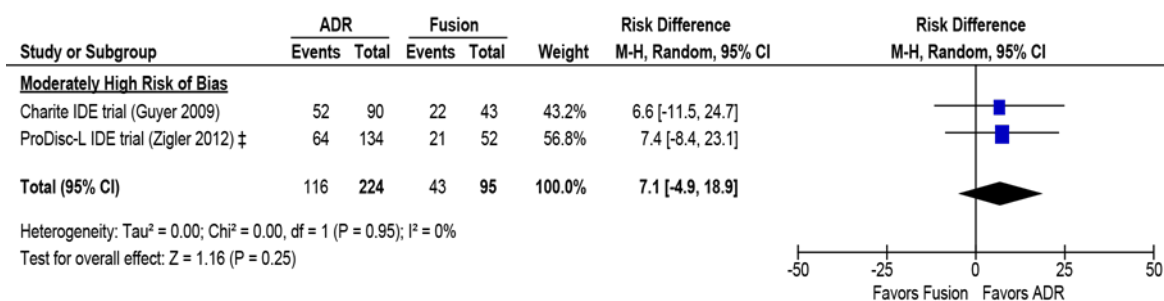 ADR Fusion Risk Difference Risk Difference
Study or Subgroup Events Total Events Total Weight M-H, Random, 95% CI M-H, Random, 95% CI
Moderately High Risk of Bias
Charite IDE trial (Guyer 2009) 52 90 22 43 43.2% 6.6 [-11.5, 24.7]
ProDisc-L IDE trial (Zigler 2012) ‡ 64 134 21 52 56.8% 7.4 [-8.4, 23.1]
Total (95% CI) 116 224 43 95 100.0% 7.1 [-4.9, 18.9]
Heterogeneity: Tau² = 0.00; Chi² = 0.00, df = 1 (P = 0.95); I² = 0%
Test for overall effect: Z = 1.16 (P = 0.25)
-50 -25 0 25 50
Favors Fusion Favors ADR